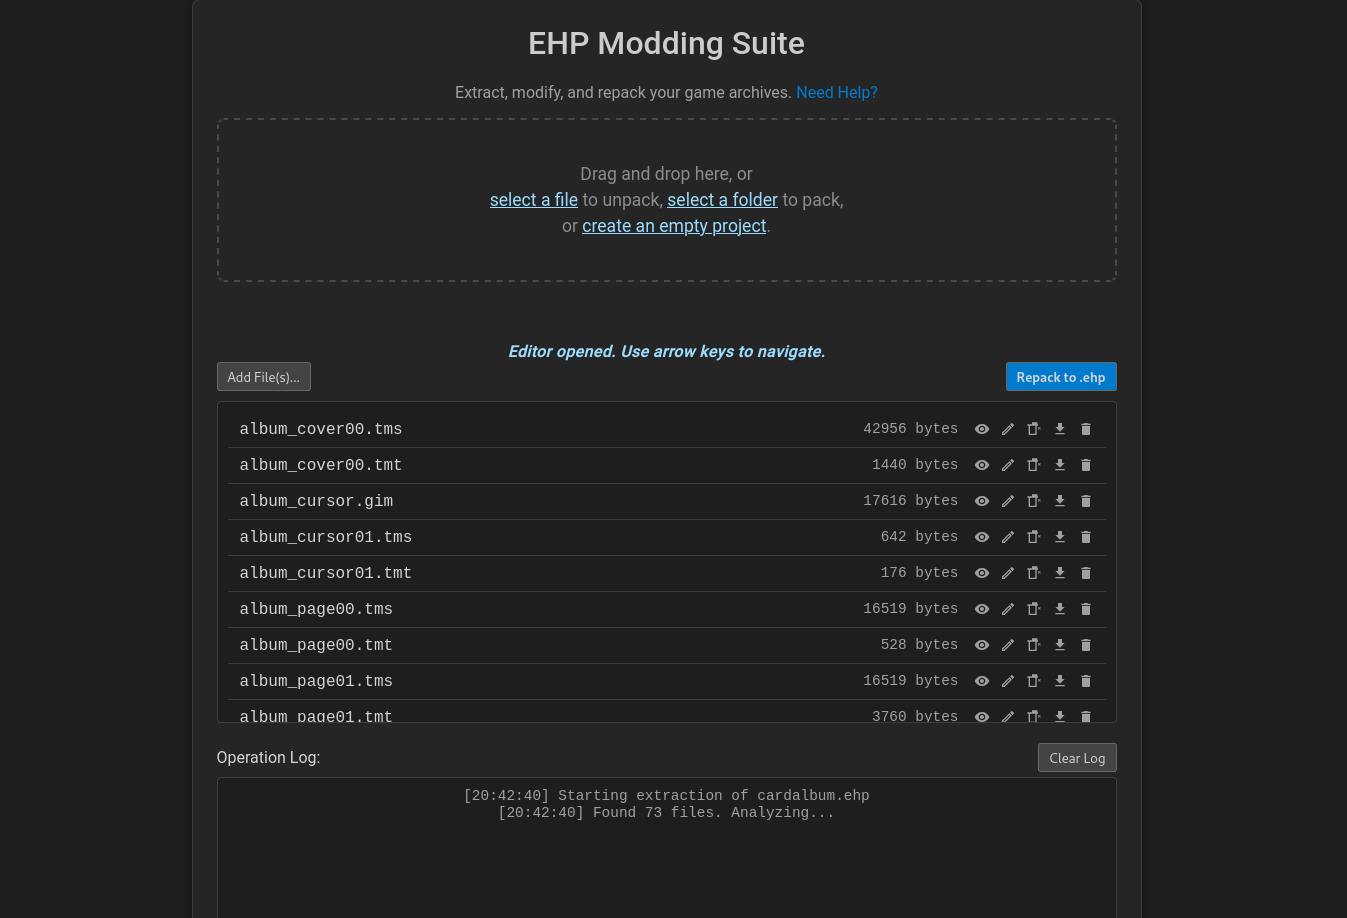 EHP Modding Suite
Extract, modify, and repack your game archives. Need Help?
Drag and drop here, or
select a file to unpack, select a folder to pack,
or create an empty project.
Editor opened. Use arrow keys to navigate.
Add File(s)...
Repack to .ehp
album_cover00.tms 42956 bytes
album_cover00.tmt 1440 bytes
album_cursor.gim 17616 bytes
album_cursor01.tms 642 bytes
album_cursor01.tmt 176 bytes
album_page00.tms 16519 bytes
album_page00.tmt 528 bytes
album_page01.tms 16519 bytes
album_page01.tmt 3760 bytes
Operation Log:
Clear Log
[20:42:40] Starting extraction of cardalbum.ehp
[20:42:40] Found 73 files. Analyzing...